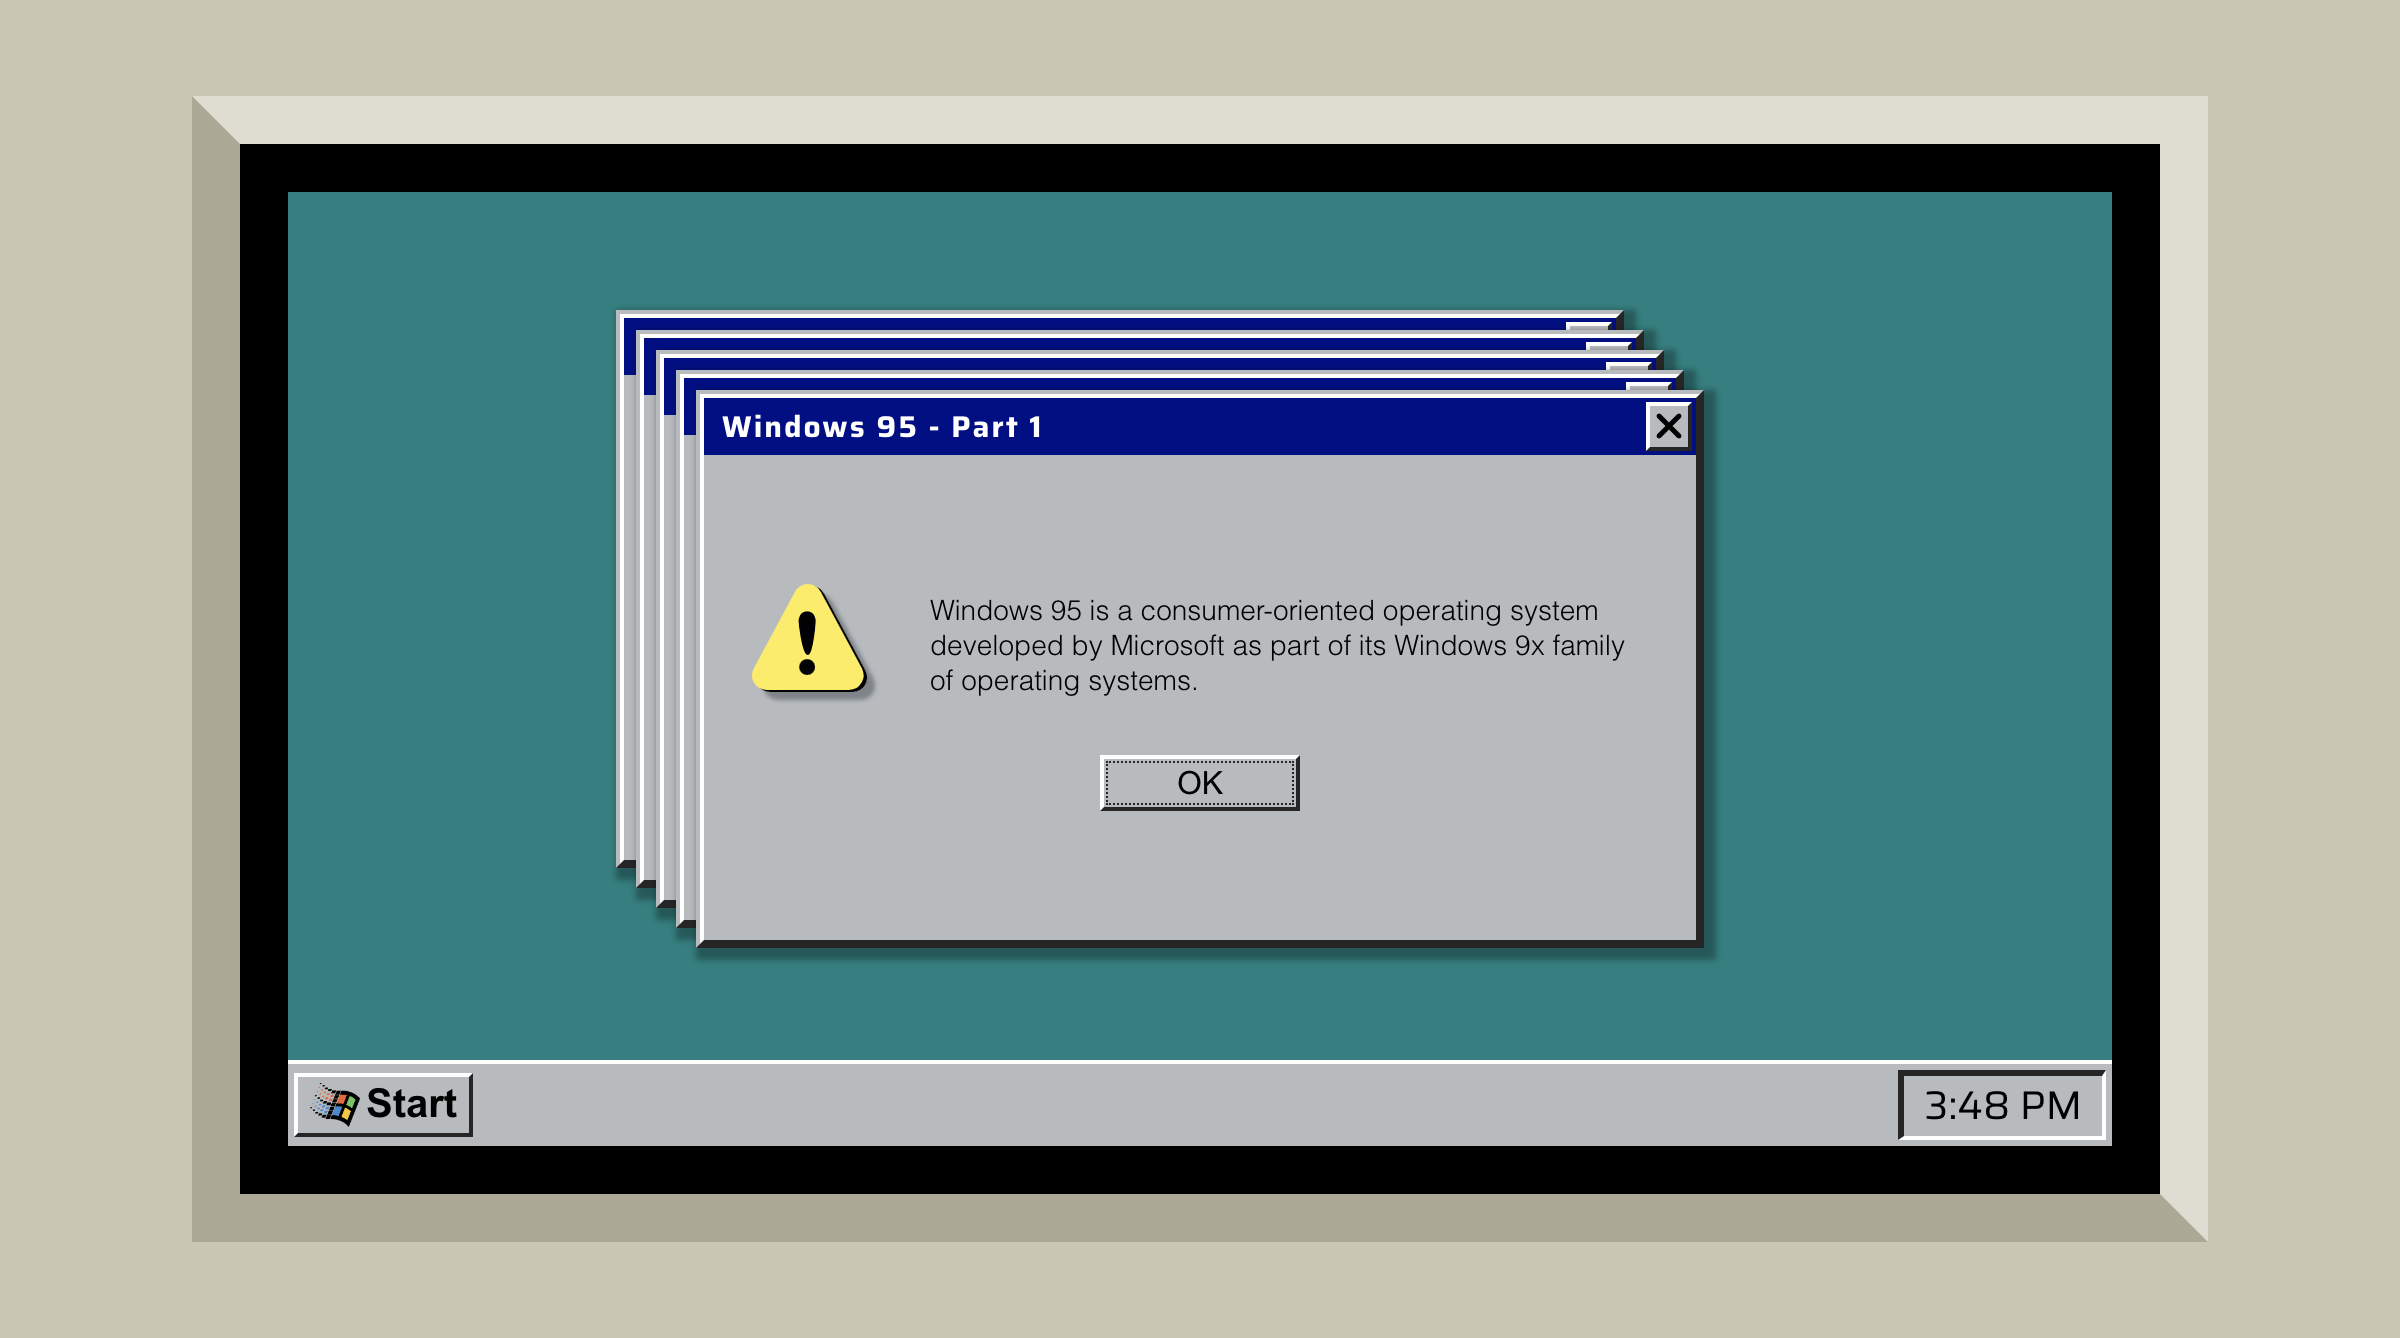 Windows 95 - Part 1
Windows 95 is a consumer-oriented operating system
developed by Microsoft as part of its Windows 9x family
of operating systems.
OK
Start
3:48 PM